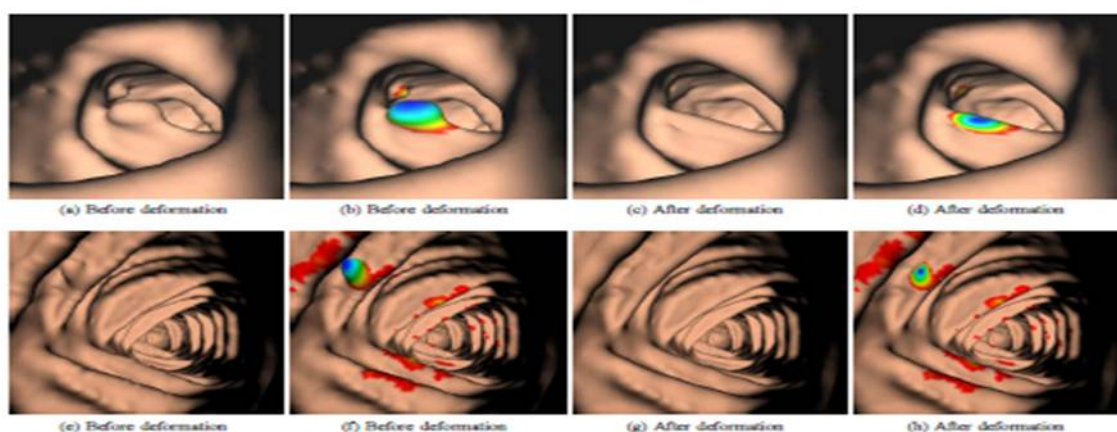 (a) Before deformation
(b) Before deformation
(c) After deformation
(d) After deformation
(e) Before deformation
(f) Before deformation
(g) After deformation
(h) After deformation